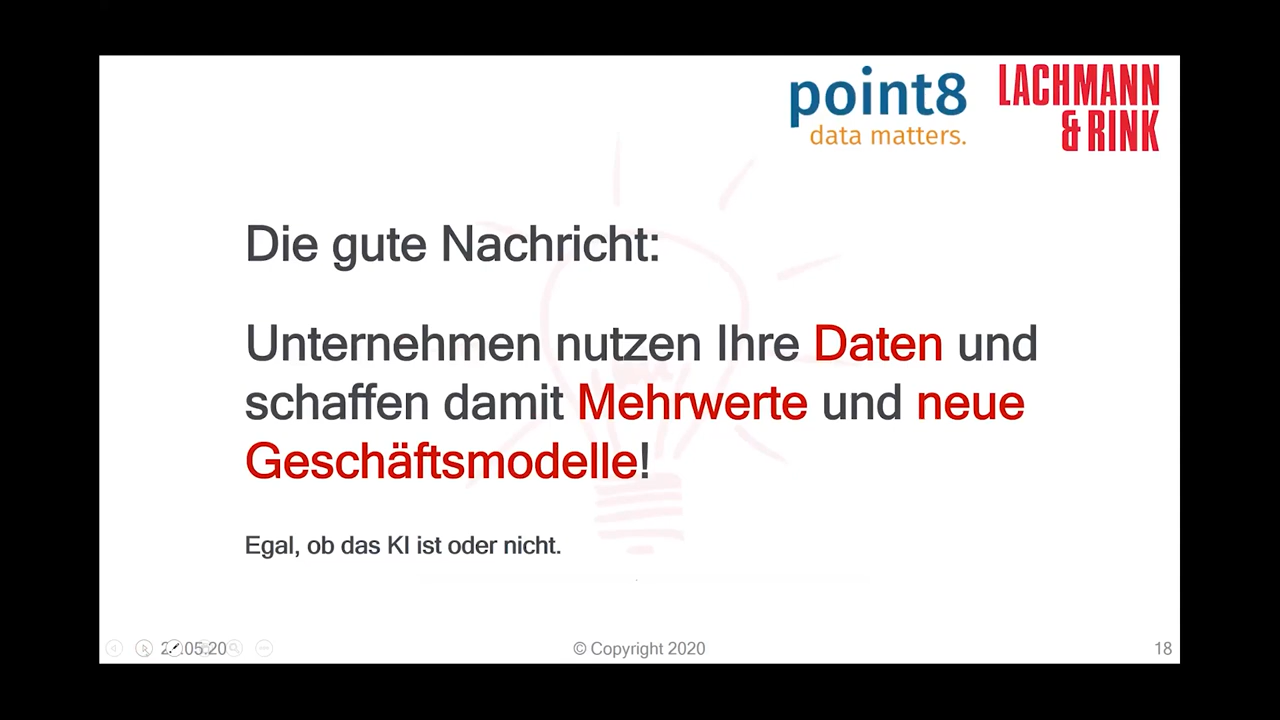 point8
data matters.
LACHMANN
& RINK
Die gute Nachricht:
Unternehmen nutzen Ihre Daten und
schaffen damit Mehrwerte und neue
Geschäftsmodelle!
Egal, ob das KI ist oder nicht.
© Copyright 2020
18